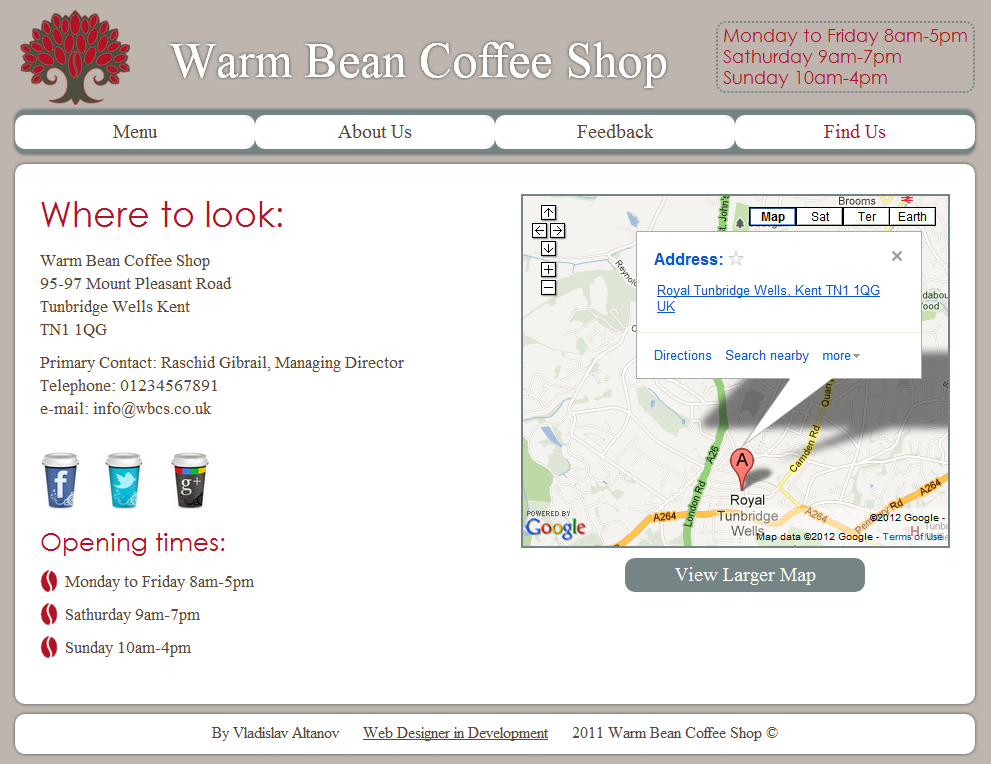 Warm Bean Coffee Shop
Monday to Friday 8am-5pm
Sathurday 9am-7pm
Sunday 10am-4pm
Menu
About Us
Feedback
Find Us
Where to look:
Warm Bean Coffee Shop
95-97 Mount Pleasant Road
Tunbridge Wells Kent
TN1 1QG
Primary Contact: Raschid Gibrail, Managing Director
Telephone: 01234567891
e-mail: info@wbcs.co.uk
f
g+
Opening times:
Monday to Friday 8am-5pm
Sathurday 9am-7pm
Sunday 10am-4pm
Brooms
St. John's
Map
Sat
Ter
Earth
Address:
Royal Tunbridge Wells, Kent TN1 1QG
UK
Directions
Search nearby
more
A26
London Rd
Camden Rd
A
Royal
Tunbridge
Wells
A264
A264
A264
POWERED BY
Google
©2012 Google -
Map data ©2012 Google - Terms of Use
View Larger Map
By Vladislav Altanov
Web Designer in Development
2011 Warm Bean Coffee Shop ©